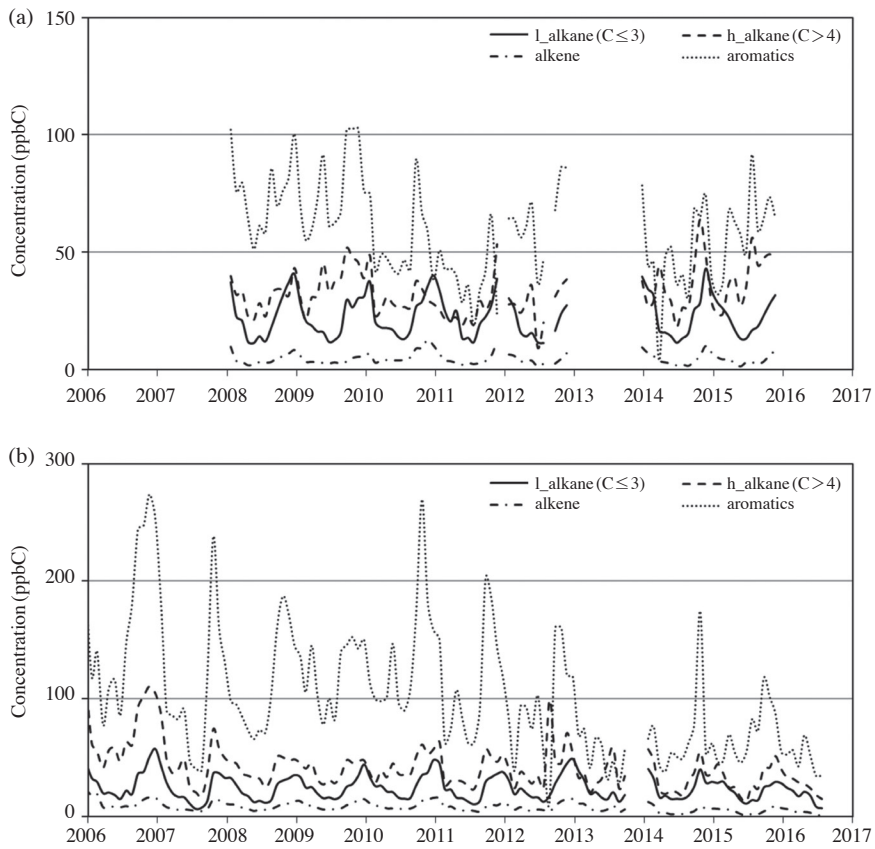 (a)
150
100
50
0
Concentration (ppbC)
l_alkane (C≤3)
h_alkane (C>4)
alkene
aromatics
2006 2007 2008 2009 2010 2011 2012 2013 2014 2015 2016 2017
(b)
300
200
100
0
Concentration (ppbC)
l_alkane (C≤3)
h_alkane (C>4)
alkene
aromatics
2006 2007 2008 2009 2010 2011 2012 2013 2014 2015 2016 2017